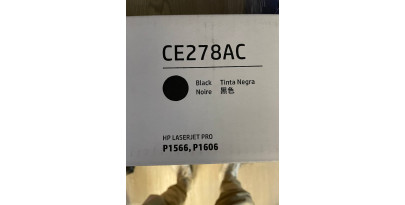 CE278AC
Black Tinta Negra
Noire 黑色
HP LASERJET PRO
P1566, P1606